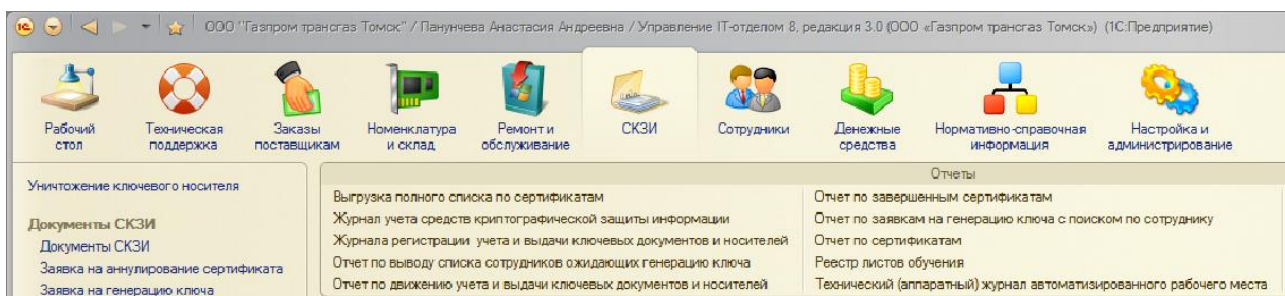 ООО "Газпром трансгаз Томск" / Панунчева Анастасия Андреевна / Управление IT-отделом 8, редакция 3.0 (ООО «Газпром трансгаз Томск») (1С:Предприятие)
Рабочий стол
Техническая поддержка
Заказы поставщикам
Номенклатура и склад
Ремонт и обслуживание
СКЗИ
Сотрудники
Денежные средства
Нормативно-справочная информация
Настройка и администрирование
Уничтожение ключевого носителя
Документы СКЗИ
Документы СКЗИ
Заявка на аннулирование сертификата
Заявка на генерацию ключа
Отчеты
Выгрузка полного списка по сертификатам
Журнал учета средств криптографической защиты информации
Журнала регистрации учета и выдачи ключевых документов и носителей
Отчет по выводу списка сотрудников ожидающих генерацию ключа
Отчет по движению учета и выдачи ключевых документов и носителей
Отчет по завершенным сертификатам
Отчет по заявкам на генерацию ключа с поиском по сотруднику
Отчет по сертификатам
Реестр листов обучения
Технический (аппаратный) журнал автоматизированного рабочего места